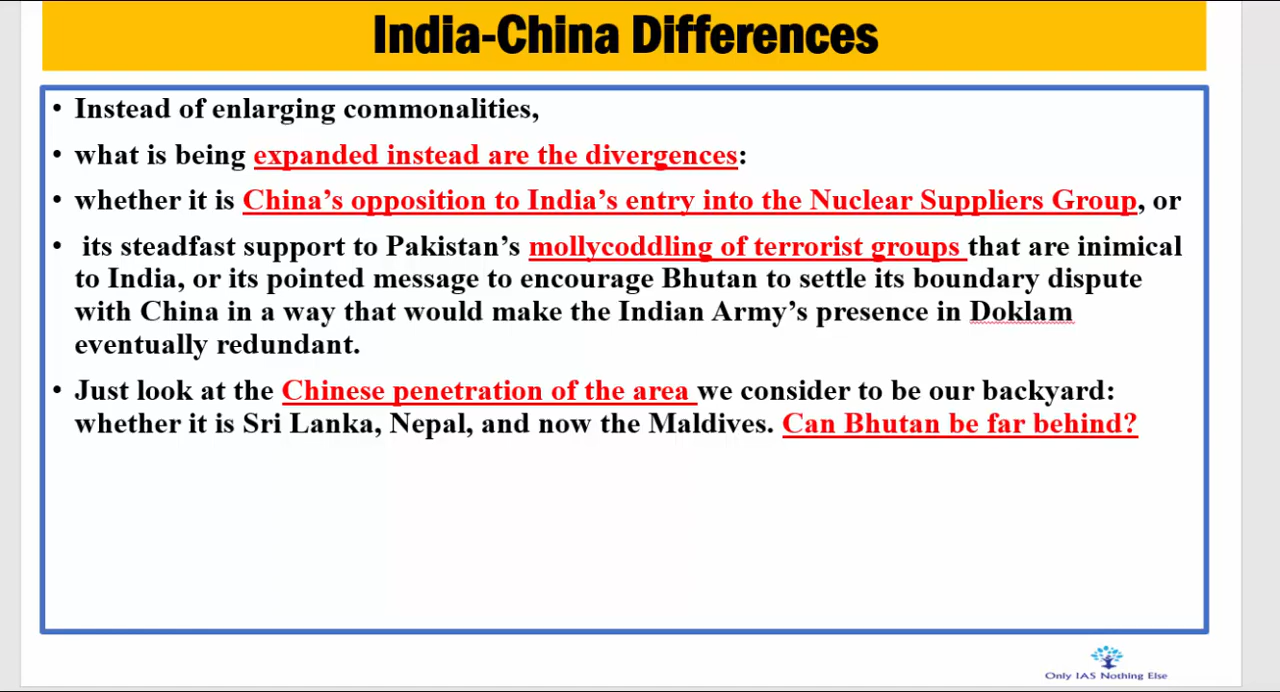 India-China Differences
• Instead of enlarging commonalities,
• what is being expanded instead are the divergences:
• whether it is China’s opposition to India’s entry into the Nuclear Suppliers Group, or
• its steadfast support to Pakistan’s mollycoddling of terrorist groups that are inimical
to India, or its pointed message to encourage Bhutan to settle its boundary dispute
with China in a way that would make the Indian Army’s presence in Doklam
eventually redundant.
• Just look at the Chinese penetration of the area we consider to be our backyard:
whether it is Sri Lanka, Nepal, and now the Maldives. Can Bhutan be far behind?
Only IAS Nothing Else